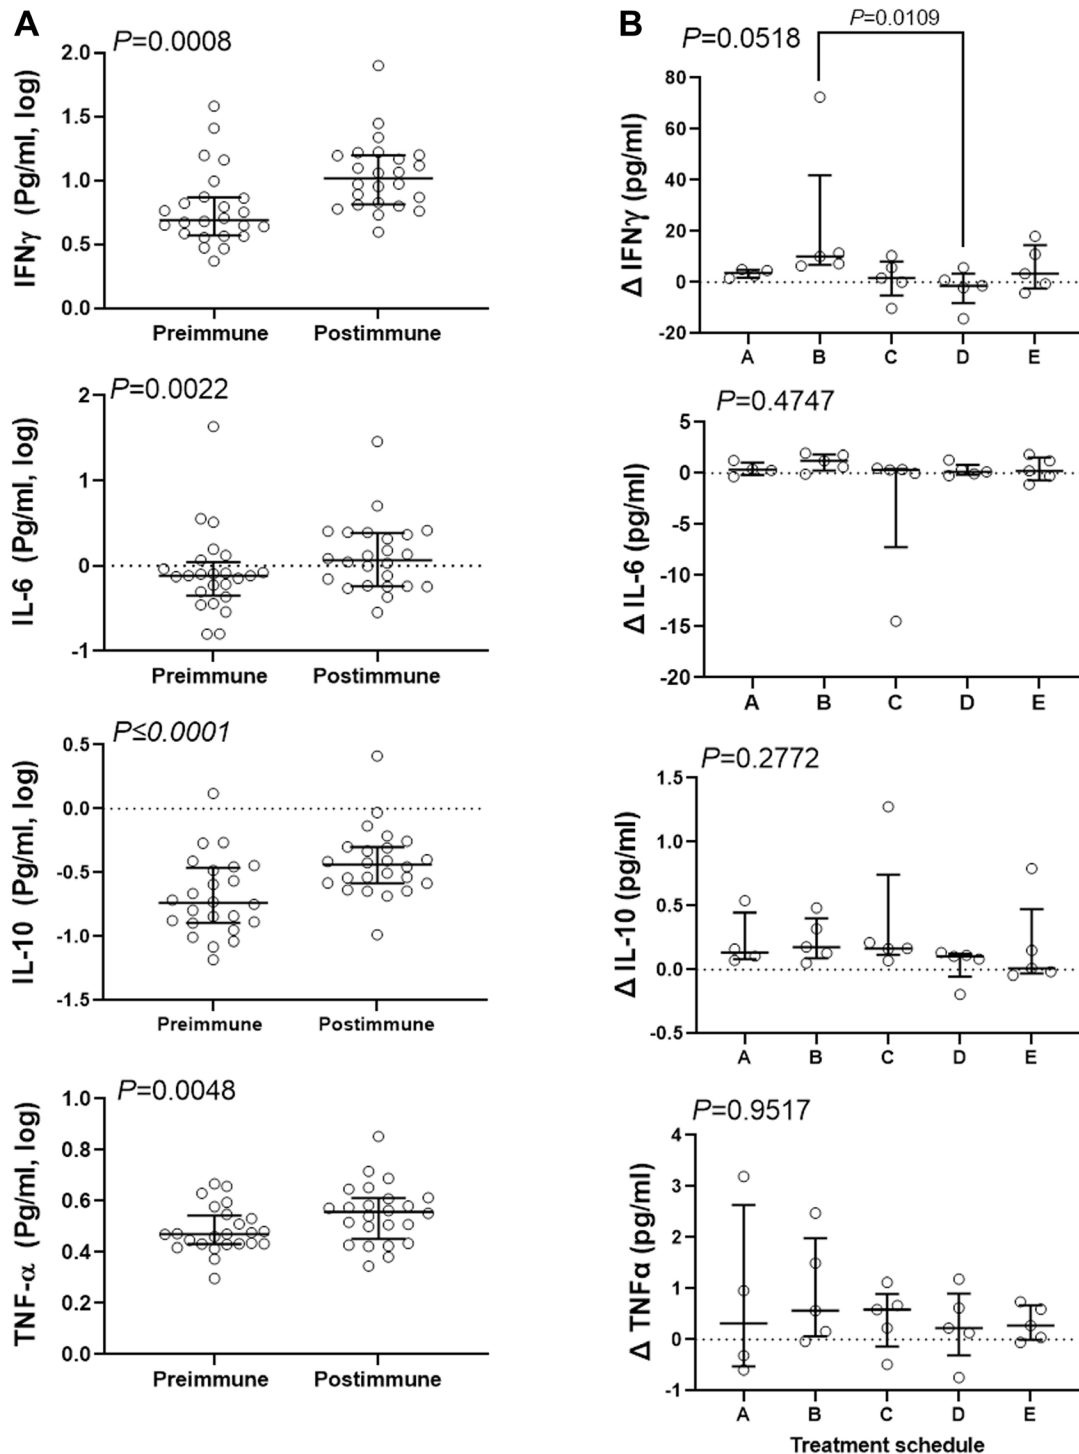 A
P=0.0008
IFNγ (Pg/ml, log)
2.0
1.5
1.0
0.5
0.0
Preimmune Postimmune
P=0.0022
IL-6 (Pg/ml, log)
2
1
0
-1
Preimmune Postimmune
P≤0.0001
IL-10 (Pg/ml, log)
0.5
0.0
-0.5
-1.0
-1.5
Preimmune Postimmune
P=0.0048
TNF-α (Pg/ml, log)
1.0
0.8
0.6
0.4
0.2
0.0
Preimmune Postimmune
B
P=0.0518
P=0.0109
Δ IFNγ (pg/ml)
80
60
40
20
0
-20
A B C D E
P=0.4747
Δ IL-6 (pg/ml)
5
0
-5
-10
-15
-20
A B C D E
P=0.2772
Δ IL-10 (pg/ml)
1.5
1.0
0.5
0.0
-0.5
A B C D E
P=0.9517
Δ TNFα (pg/ml)
4
3
2
1
0
-1
A B C D E
Treatment schedule